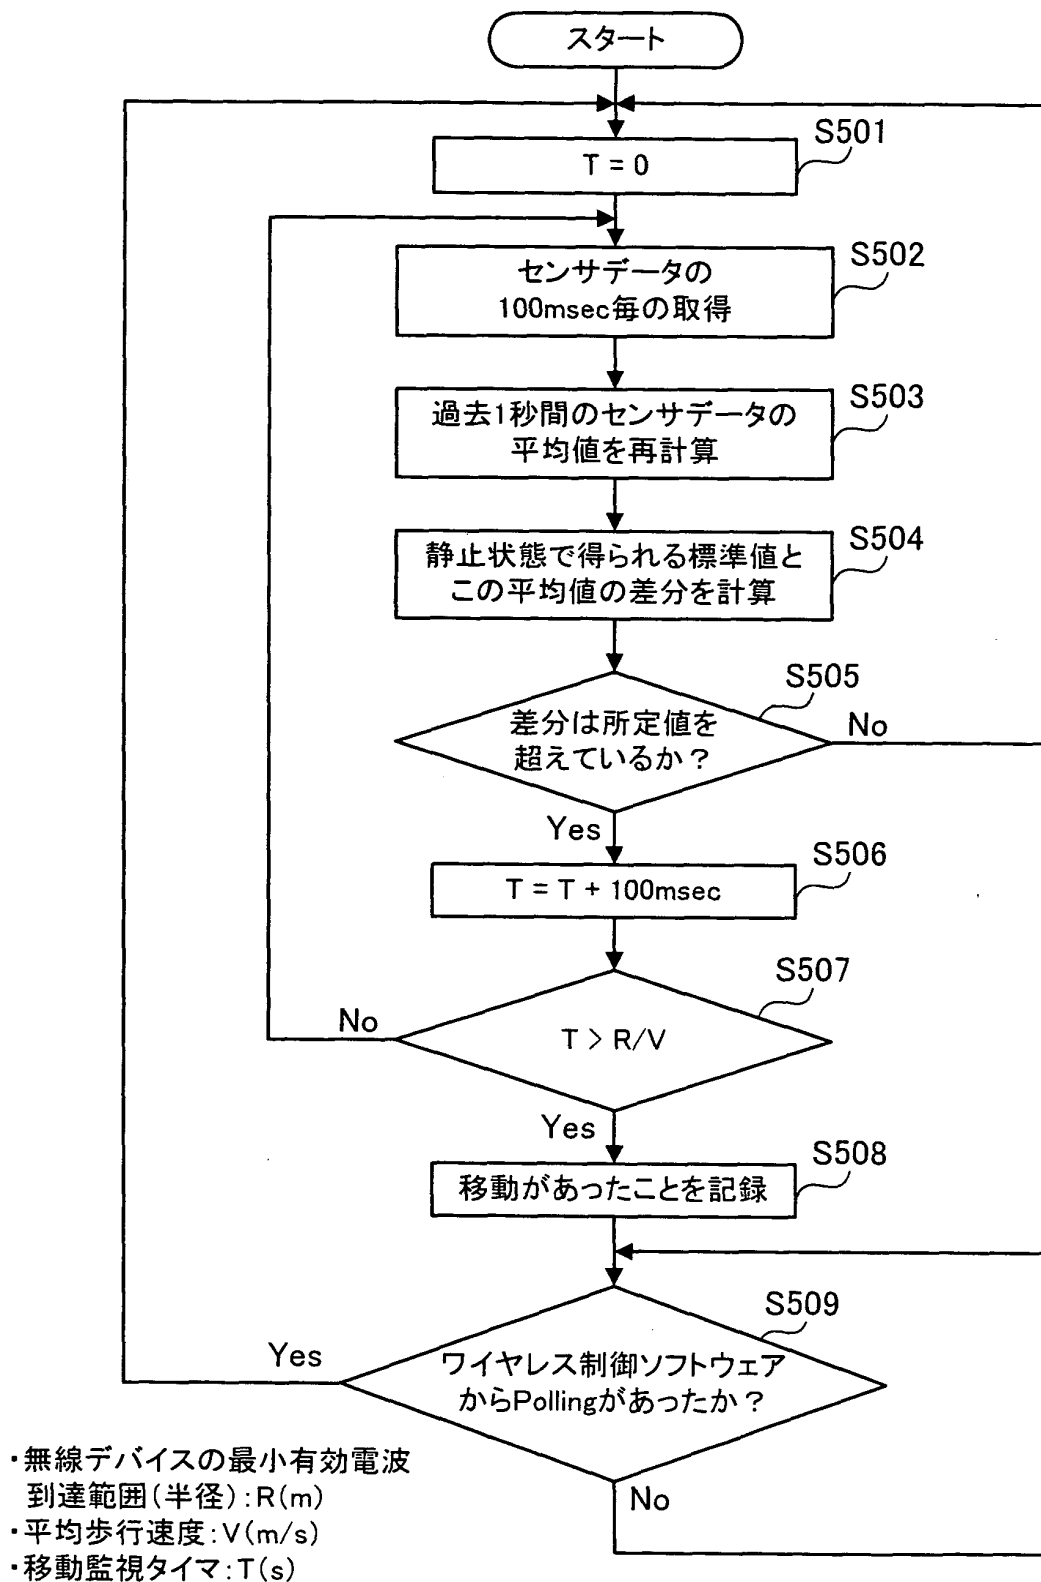 スタート
S501
T = 0
S502
センサデータの
100msec毎の取得
S503
過去1秒間のセンサデータの
平均値を再計算
S504
静止状態で得られる標準値と
この平均値の差分を計算
S505
差分は所定値を
超えているか?
No
Yes
S506
T = T + 100msec
S507
No
T > R/V
Yes
S508
移動があったことを記録
S509
Yes
ワイヤレス制御ソフトウェア
からPollingがあったか?
No
・無線デバイスの最小有効電波
到達範囲(半径):R(m)
・平均歩行速度:V(m/s)
・移動監視タイマ:T(s)